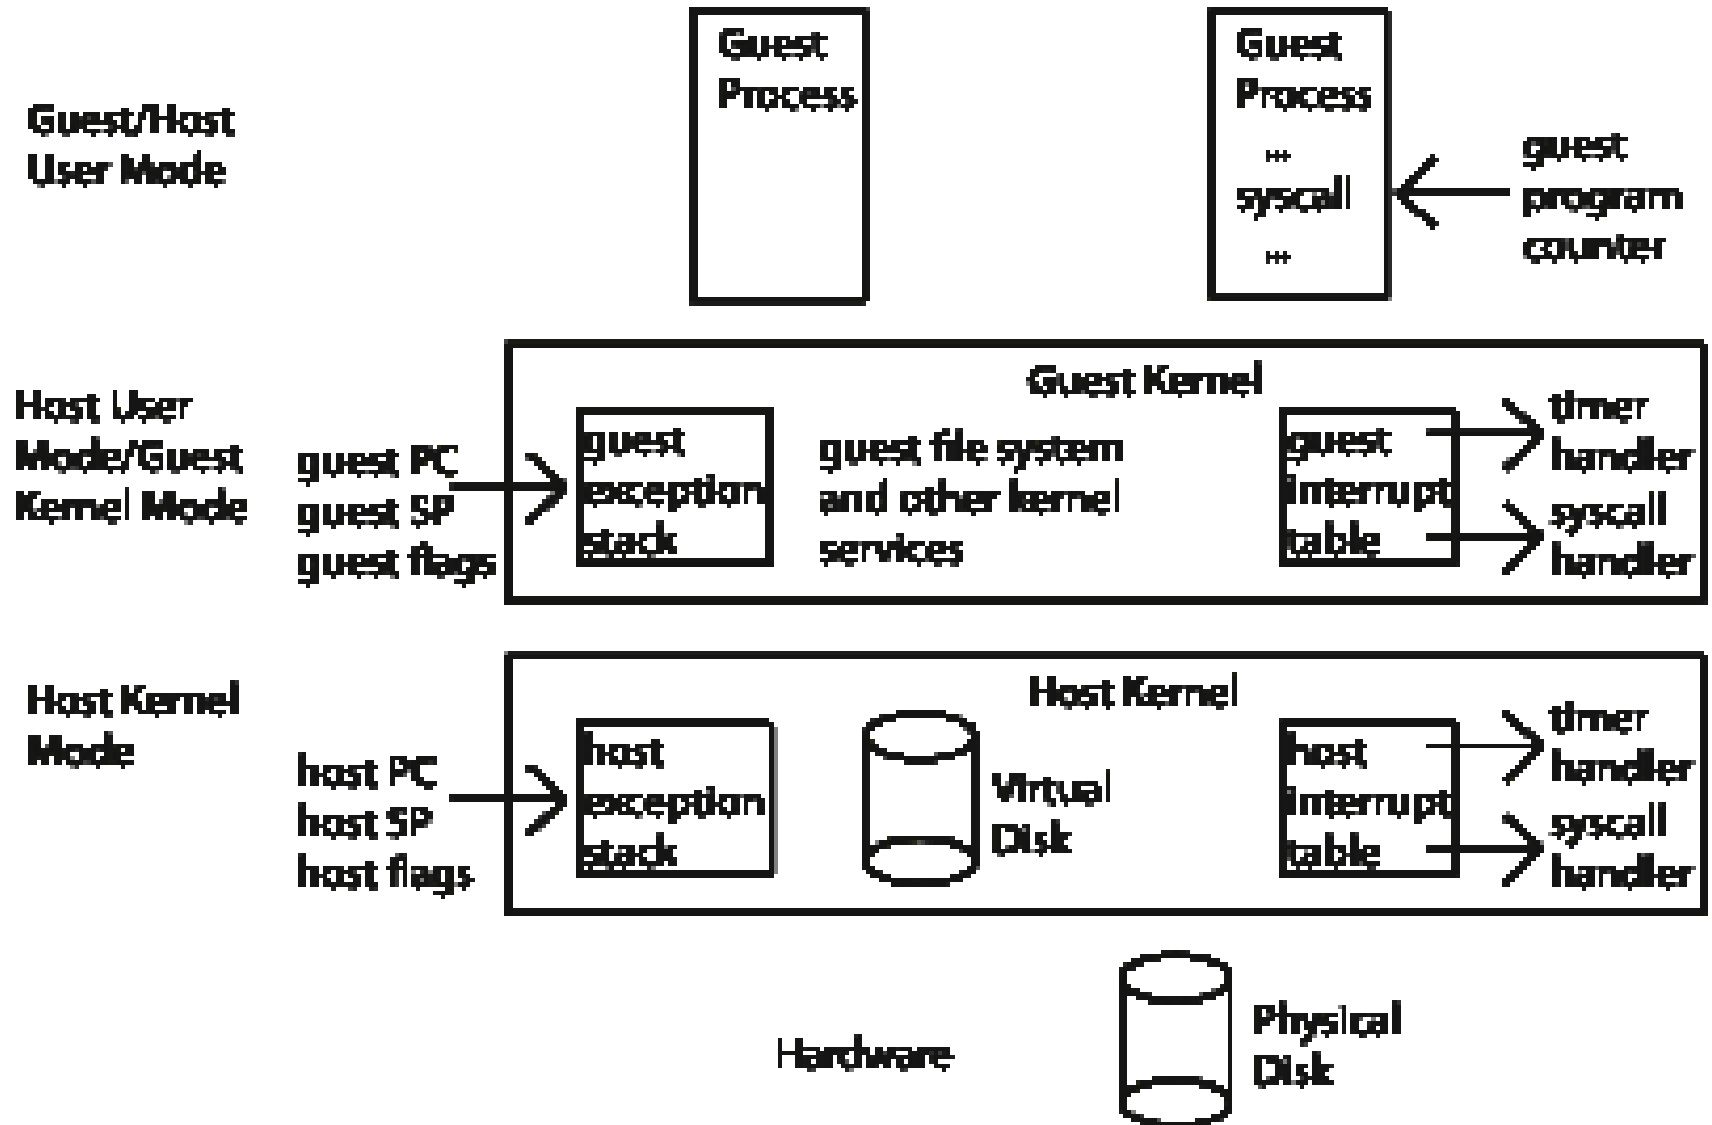 Guest
Process
Guest
Process
...
syscall
...
guest
program
counter
Guest/Host
User Mode
Guest Kernel
Host User
Mode/Guest
Kernel Mode
guest PC
guest SP
guest flags
guest
exception
stack
guest file system
and other kernel
services
guest
interrupt
table
timer
handler
syscall
handler
Host Kernel
Host Kernel
Mode
host PC
host SP
host flags
host
exception
stack
Virtual
Disk
host
interrupt
table
timer
handler
syscall
handler
Hardware
Physical
Disk